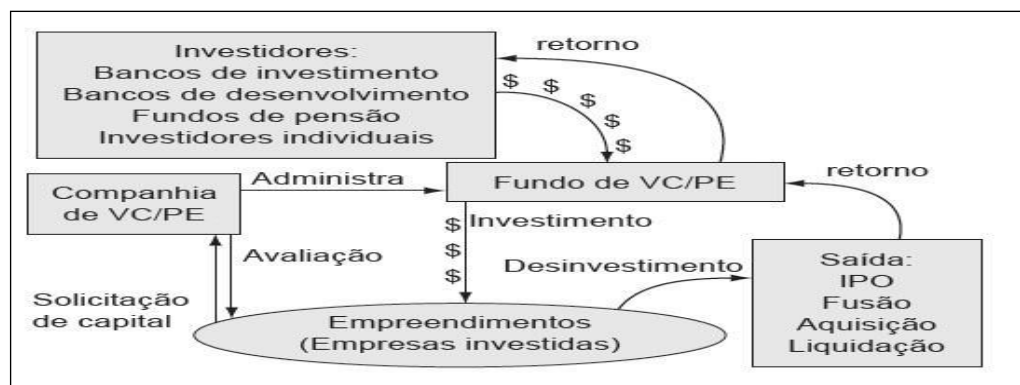 Investidores:
Bancos de investimento
Bancos de desenvolvimento
Fundos de pensão
Investidores individuais
retorno
$ $ $ $ $ $
Companhia
de VC/PE
Administra
Fundo de VC/PE
retorno
Investimento
$
$
$
Avaliação
Solicitação
de capital
Desinvestimento
Saída:
IPO
Fusão
Aquisição
Liquidação
Empreendimentos
(Empresas investidas)